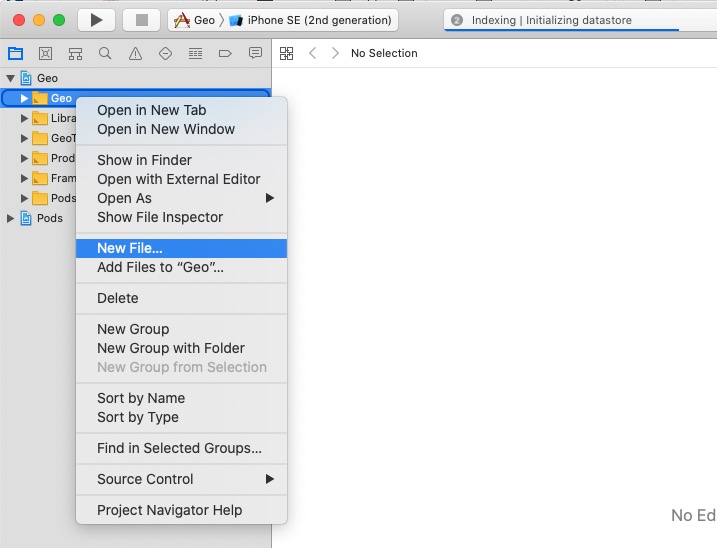 Geo iPhone SE (2nd generation)
2 Indexing | Initializing datastore
No Selection
Geo
Geo
Libra
GeoT
Prod
Fram
Pods
Pods
Open in New Tab
Open in New Window
Show in Finder
Open with External Editor
Open As
Show File Inspector
New File...
Add Files to “Geo”...
Delete
New Group
New Group with Folder
New Group from Selection
Sort by Name
Sort by Type
Find in Selected Groups...
Source Control
Project Navigator Help
No Ed